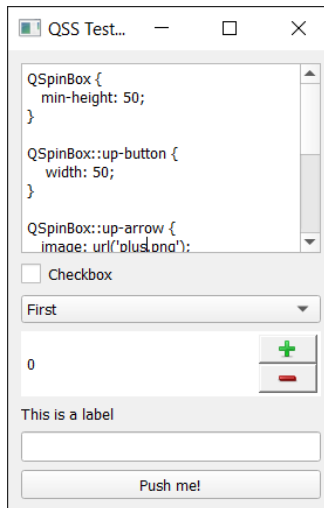 QSS Test...
QSpinBox {
min-height: 50;
}
QSpinBox::up-button {
width: 50;
}
QSpinBox::up-arrow {
image: url('plus.png');
Checkbox
First
0
This is a label
Push me!